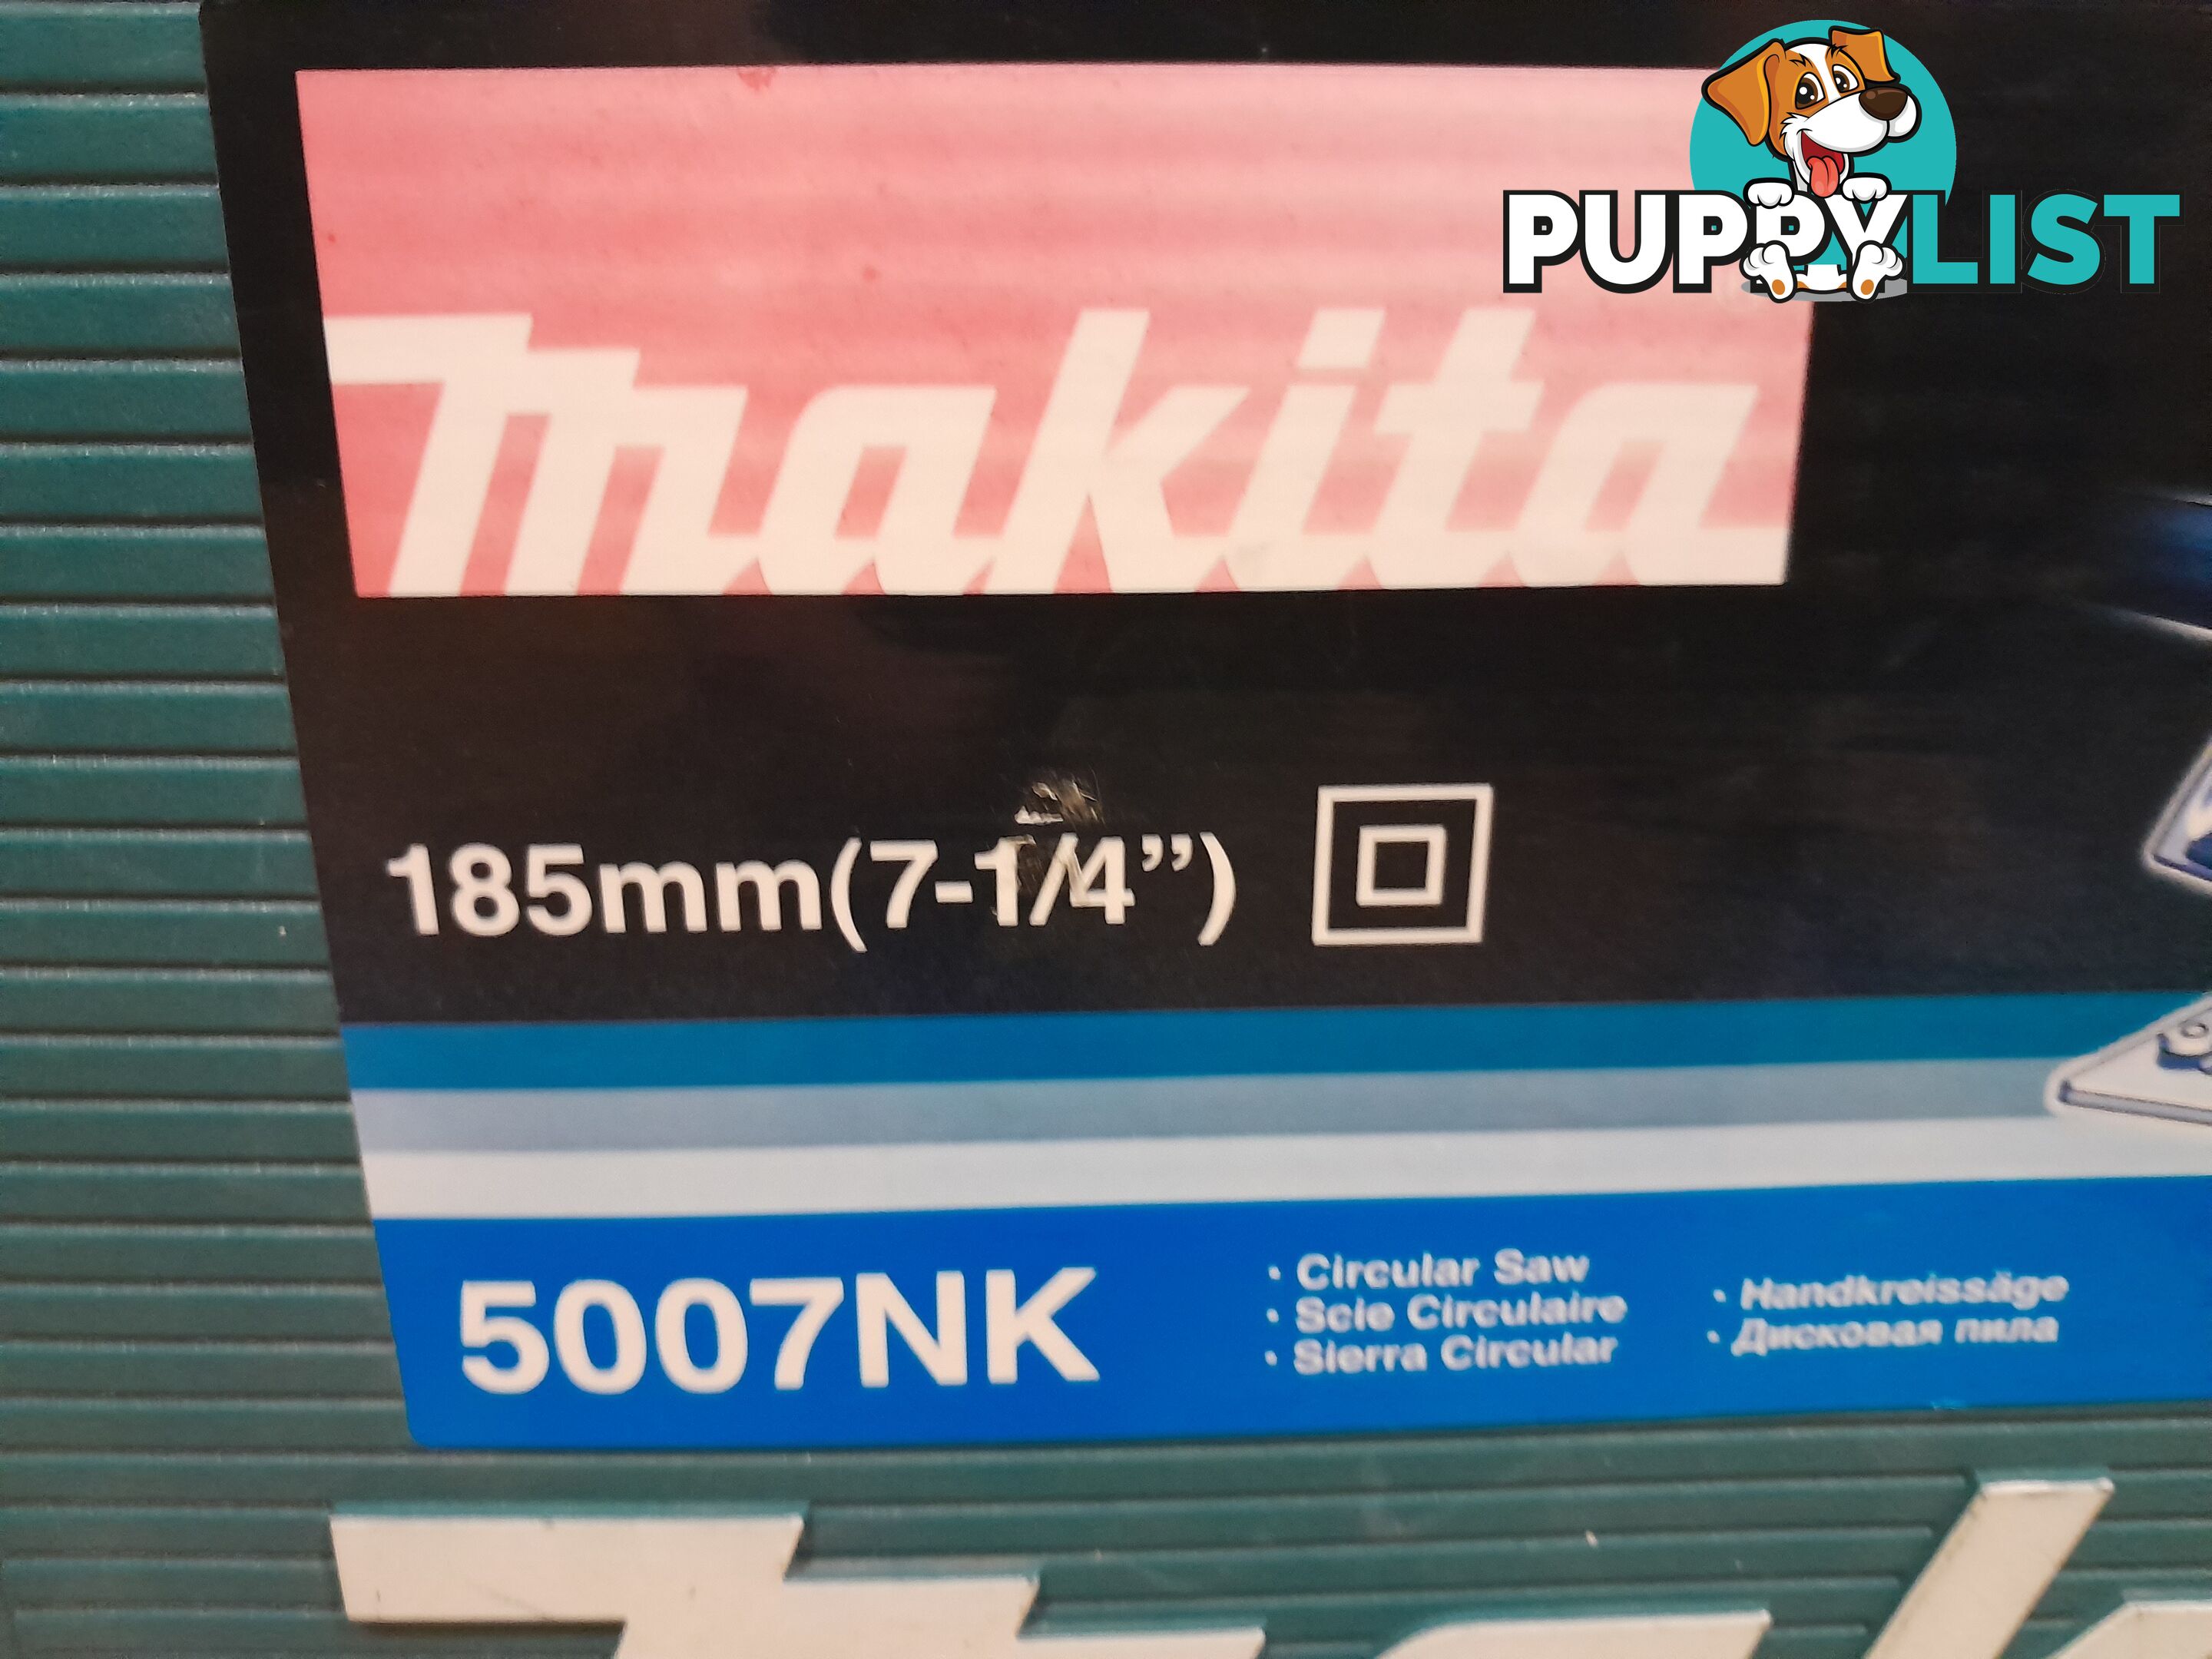 PUPPYLIST
makita
185mm(7-1/4”)
5007NK
• Circular Saw
• Scie Circulaire
• Sierra Circular
• Handkreissäge
• Дисковая пила